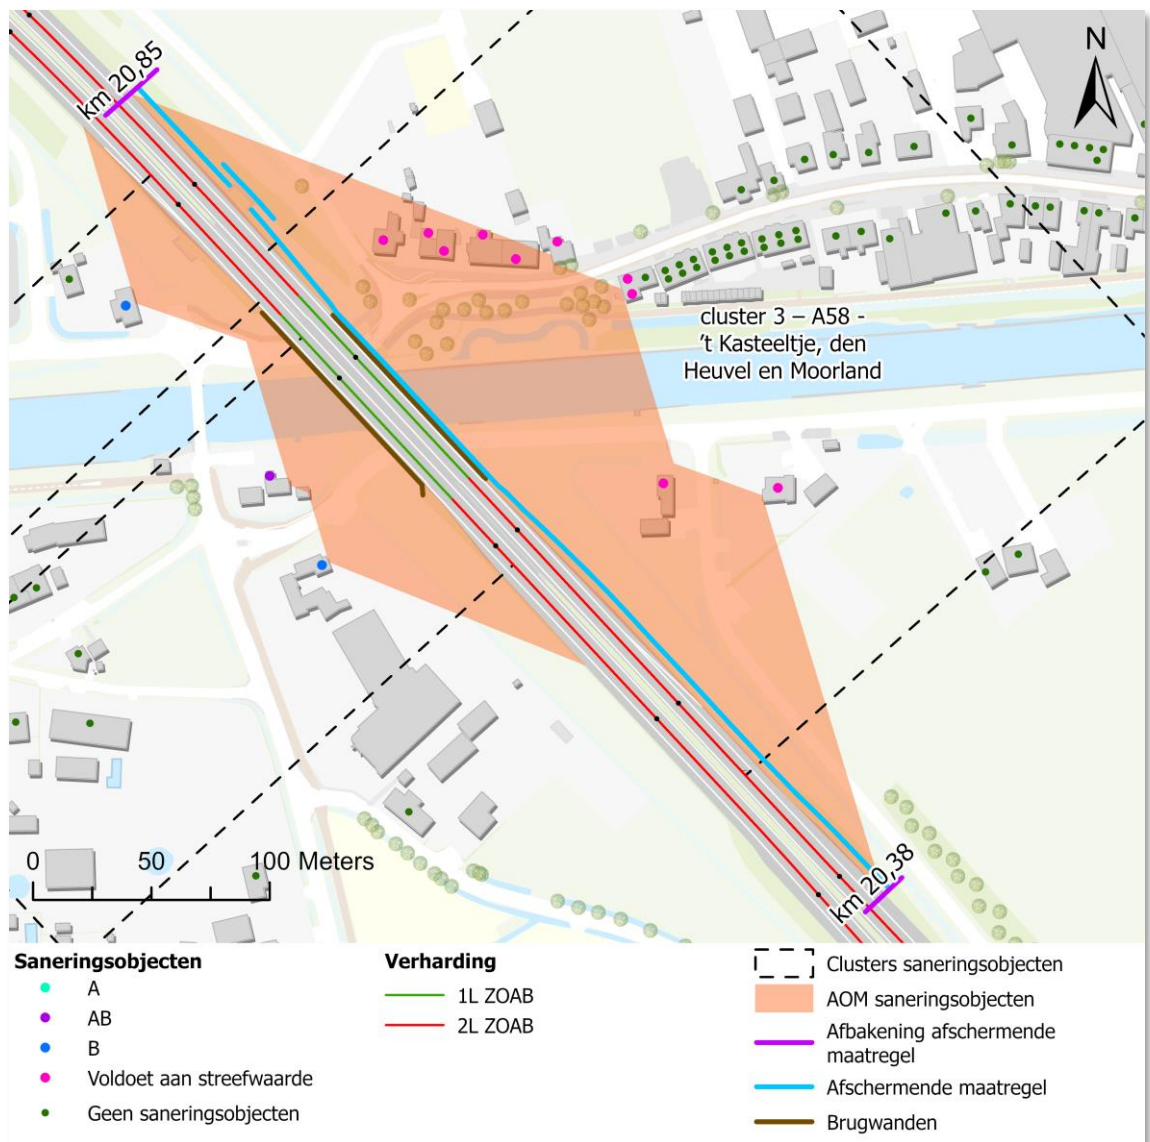 km 20,85
N
cluster 3 – A58 -
't Kasteeltje, den
Heuvel en Moorland
0 50 100 Meters
km 20,38
Saneringsobjecten
A
AB
B
Voldoet aan streefwaarde
Geen saneringsobjecten
Verharding
1L ZOAB
2L ZOAB
Clusters saneringsobjecten
AOM saneringsobjecten
Afbakening afschermende
maatregel
Afschermende maatregel
Brugwanden